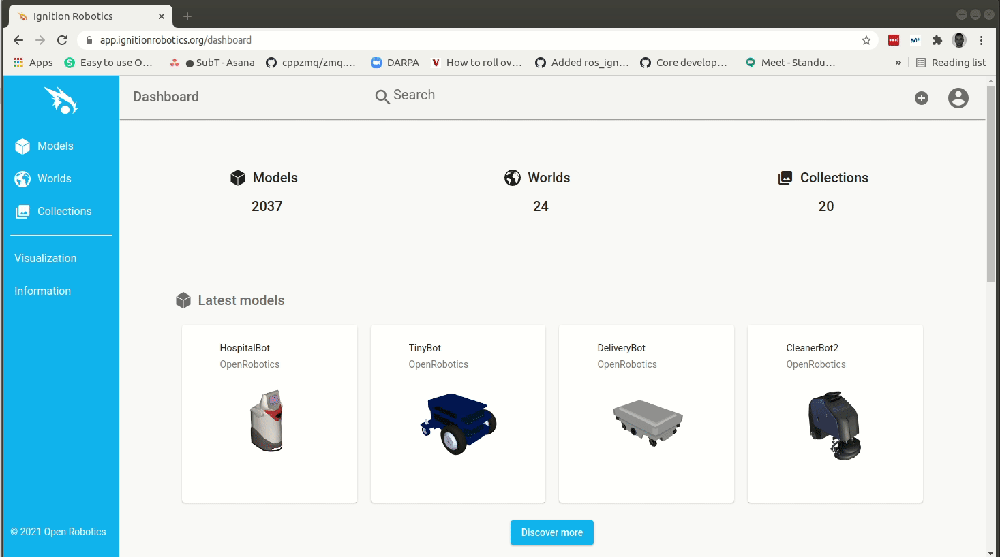 Ignition Robotics
app.ignitionrobotics.org/dashboard
Apps
Easy to use O...
SubT - Asana
cppzmq/zmq....
DARPA
How to roll ov...
Added ros_ign...
Core develop...
Meet - Standu...
»
Reading list
Dashboard
Search
Models
Worlds
Collections
Visualization
Information
© 2021 Open Robotics
Models
2037
Worlds
24
Collections
20
Latest models
HospitalBot
OpenRobotics
TinyBot
OpenRobotics
DeliveryBot
OpenRobotics
CleanerBot2
OpenRobotics
Discover more